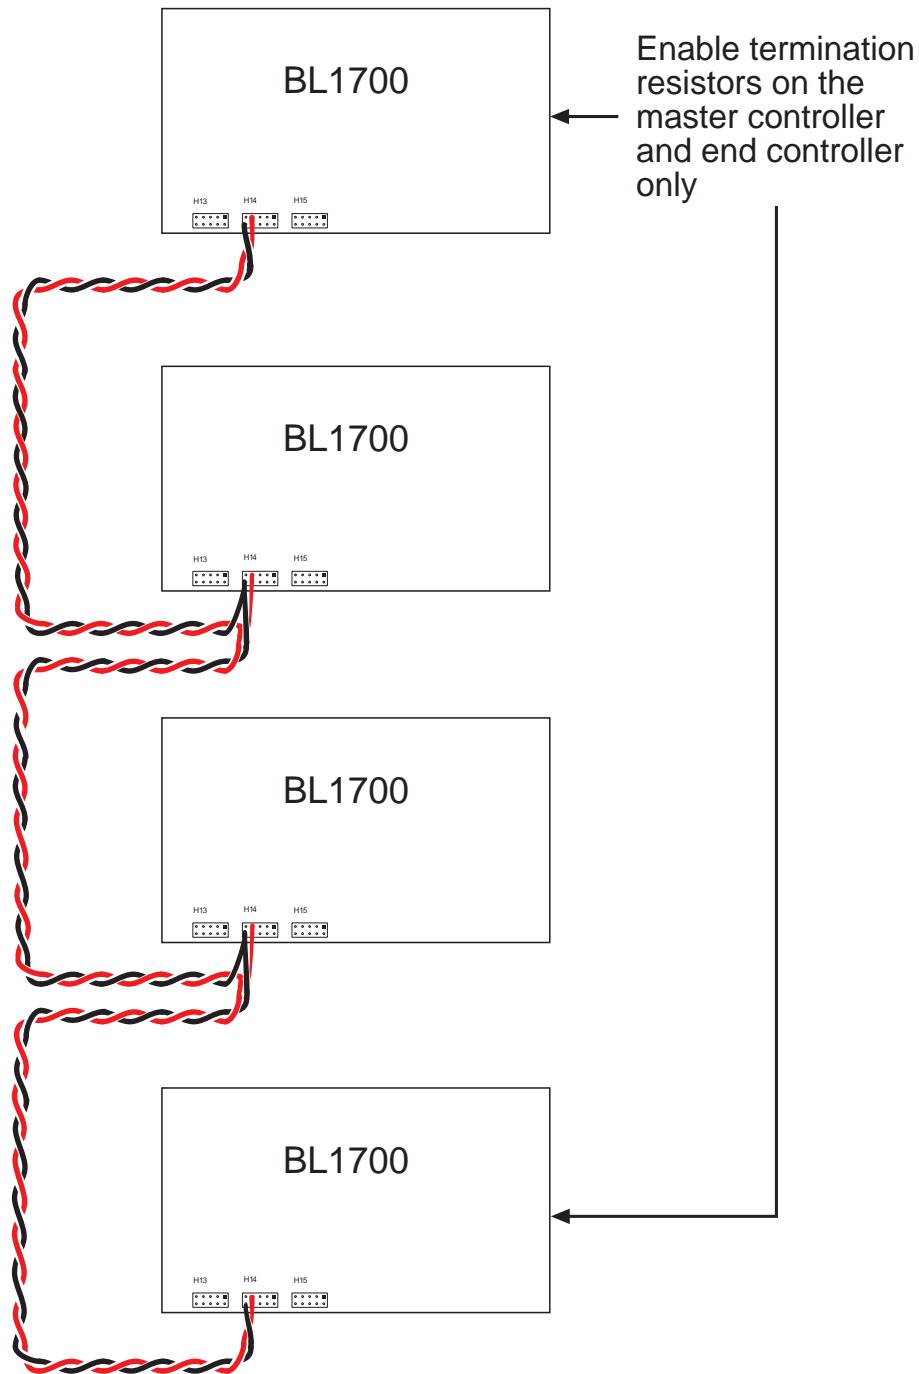 BL1700
Enable termination
resistors on the
master controller
and end controller
only
H13 H14 H15
BL1700
H13 H14 H15
BL1700
H13 H14 H15
BL1700
H13 H14 H15